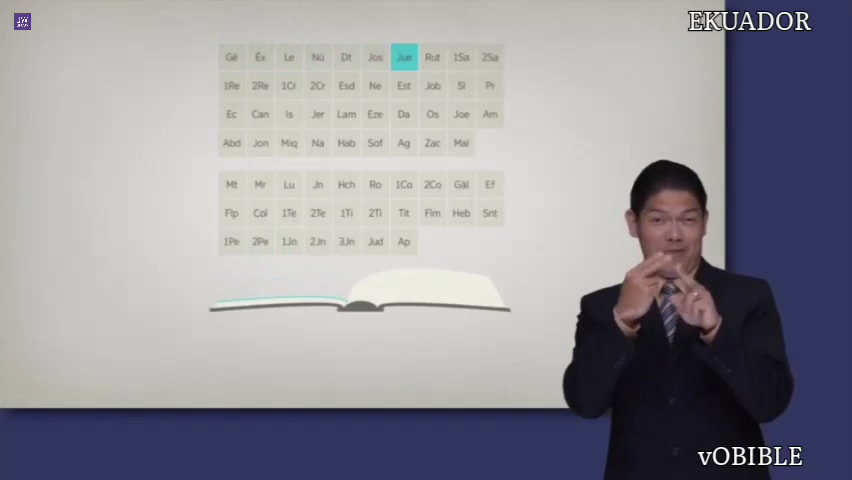 EKUADOR
Gé Éx Le Nú Dt Jos Jue Rut 1Sa 2Sa
1Re 2Re 1Cr 2Cr Esd Ne Est Job Sl Pr
Ec Can Is Jer Lam Eze Da Os Joe Am
Abd Jon Miq Na Hab Sof Ag Zac Mal
Mt Mr Lu Jn Hch Ro 1Co 2Co Gál Ef
Flp Col 1Te 2Te 1Ti 2Ti Tit Flm Heb Snt
1Pe 2Pe 1Jn 2Jn 3Jn Jud Ap
vOBIBLE